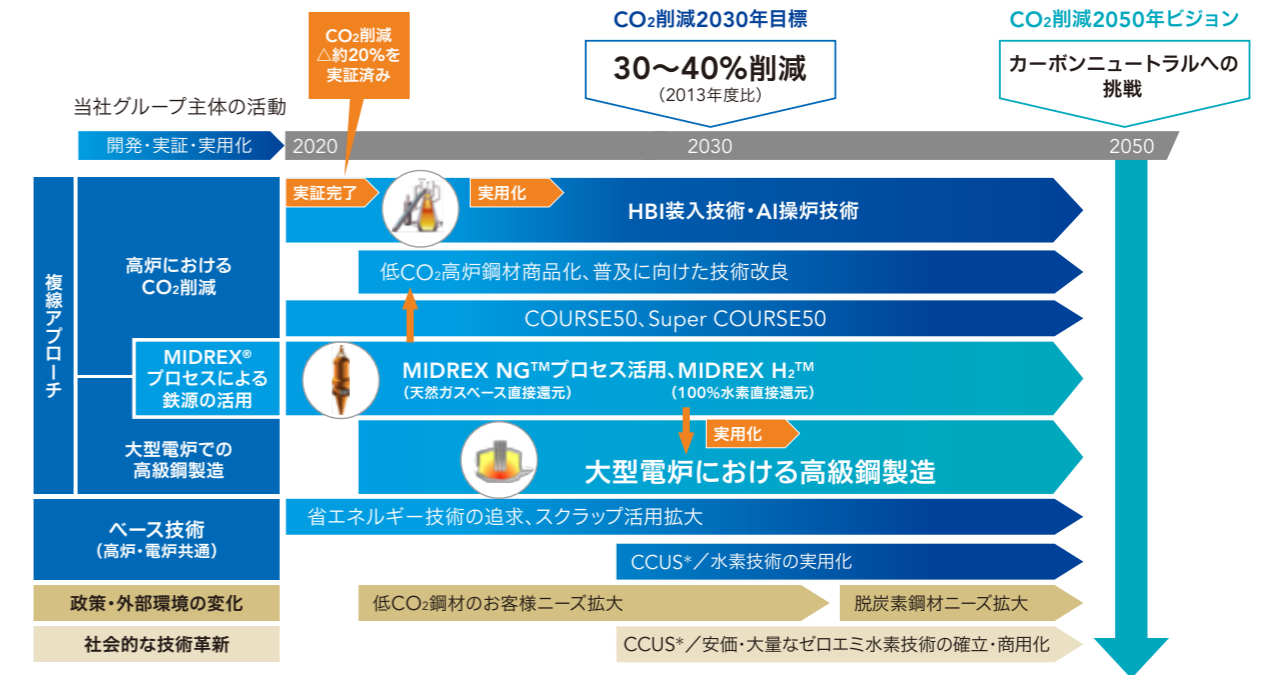 CO₂削減
△約20%を
実証済み
CO₂削減2030年目標
30〜40%削減
（2013年度比）
CO₂削減2050年ビジョン
カーボンニュートラルへの
挑戦
当社グループ主体の活動
開発・実証・実用化
2020
2030
2050
複線アプローチ
高炉における
CO₂削減
実証完了
実用化
HBI装入技術・AI操炉技術
低CO₂高炉鋼材商品化、普及に向けた技術改良
COURSE50、Super COURSE50
MIDREX®
プロセスによる
鉄源の活用
MIDREX NG™プロセス活用、MIDREX H₂™
（天然ガスベース直接還元）
（100%水素直接還元）
大型電炉での
高級鋼製造
実用化
大型電炉における高級鋼製造
ベース技術
（高炉・電炉共通）
省エネルギー技術の追求、スクラップ活用拡大
CCUS*／水素技術の実用化
政策・外部環境の変化
低CO₂鋼材のお客様ニーズ拡大
脱炭素鋼材ニーズ拡大
社会的な技術革新
CCUS*／安価・大量なゼロエミ水素技術の確立・商用化